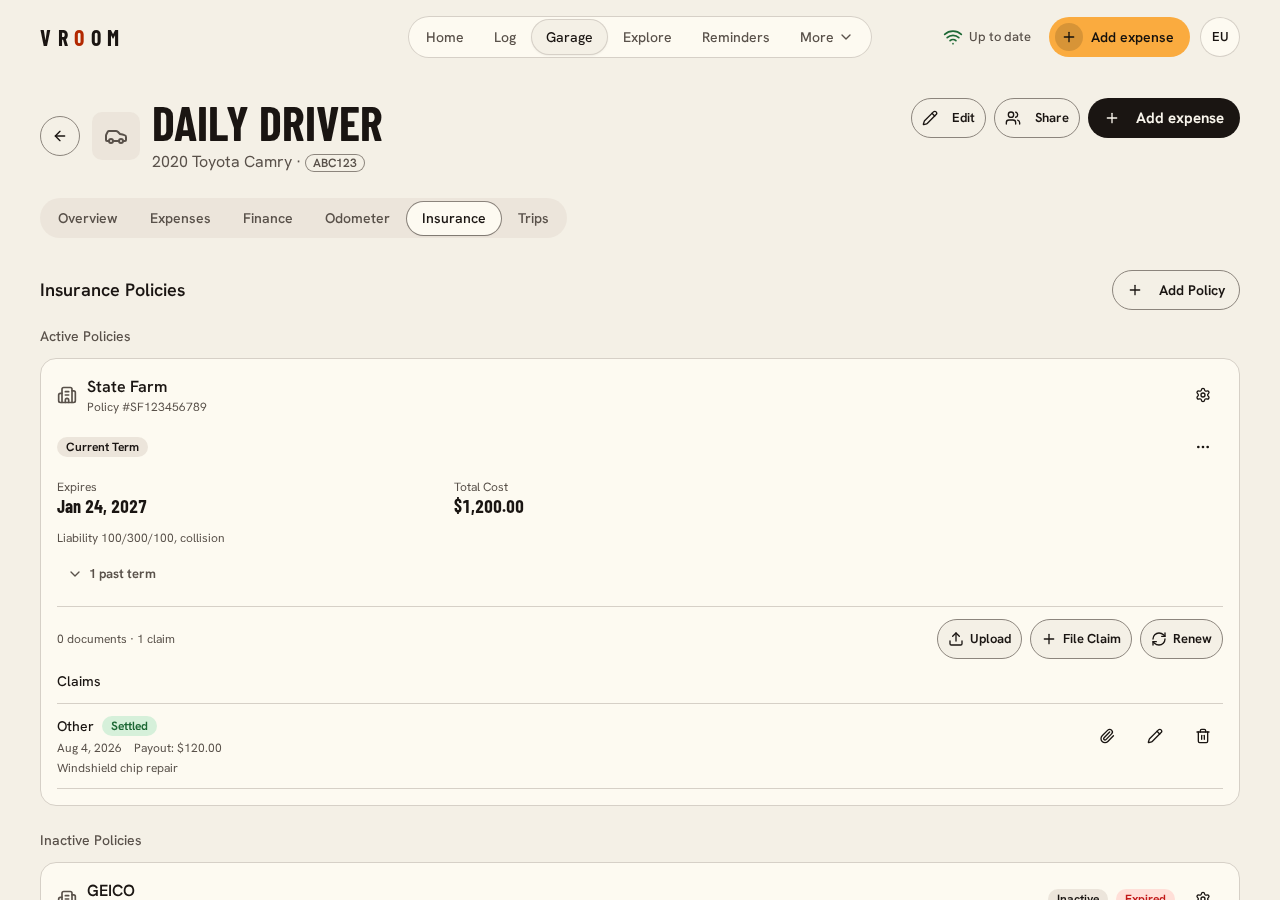 VROOM
Home Log Garage Explore Reminders More
Up to date
Add expense
EU
DAILY DRIVER
2020 Toyota Camry · ABC123
Edit Share Add expense
Overview Expenses Finance Odometer Insurance Trips
Insurance Policies
Add Policy
Active Policies
State Farm
Policy #SF123456789
Current Term
Expires Total Cost
Jan 24, 2027 $1,200.00
Liability 100/300/100, collision
1 past term
0 documents · 1 claim
Upload File Claim Renew
Claims
Other Settled
Aug 4, 2026 Payout: $120.00
Windshield chip repair
Inactive Policies
GEICO
Inactive Expired